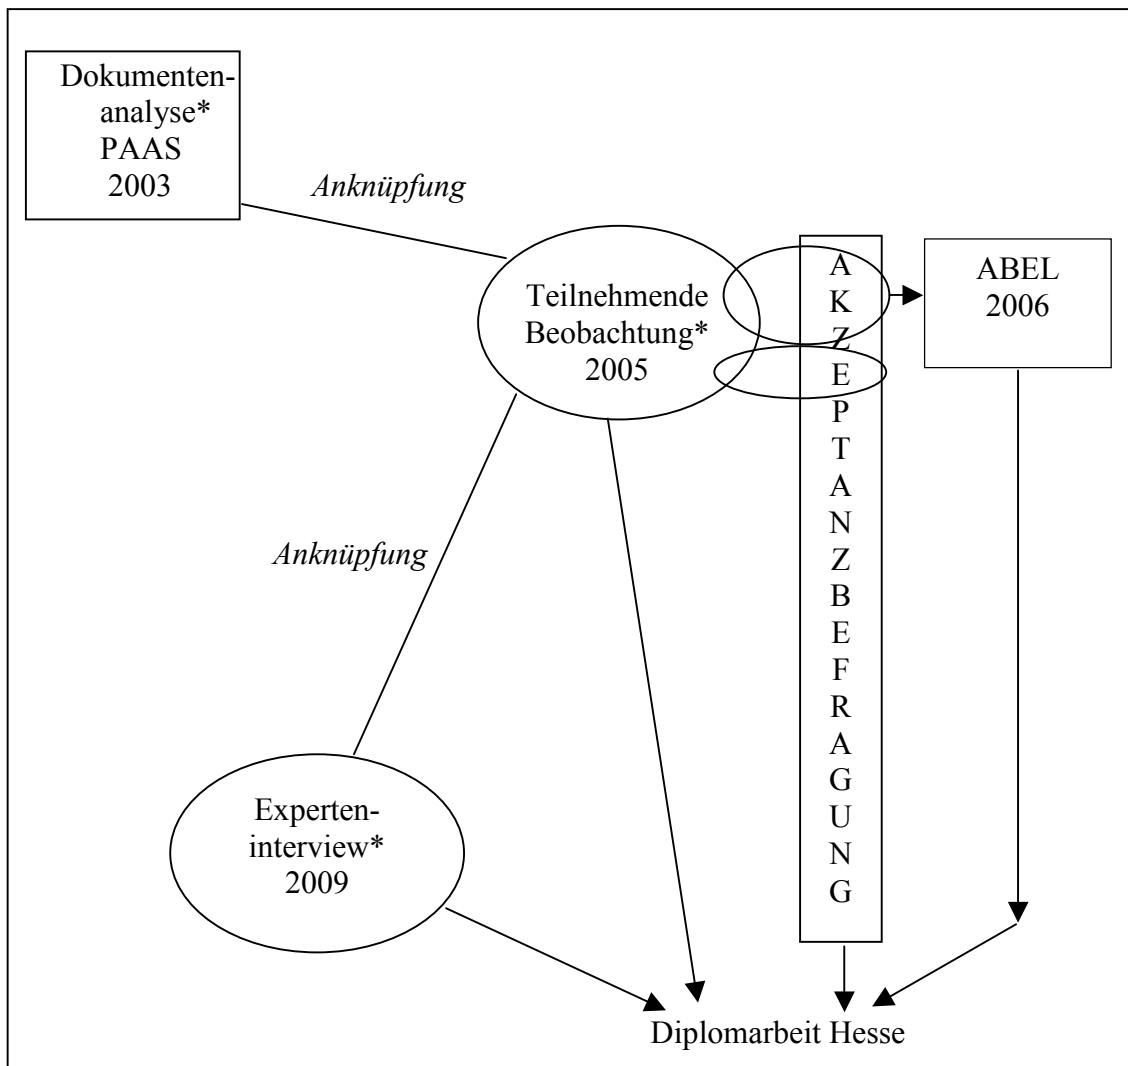 Dokumenten-
analyse*
PAAS
2003
Anknüpfung
Teilnehmende
Beobachtung*
2005
A
K
Z
E
P
T
A
N
Z
B
E
F
R
A
G
U
N
G
ABEL
2006
Anknüpfung
Experten-
interview*
2009
Diplomarbeit Hesse